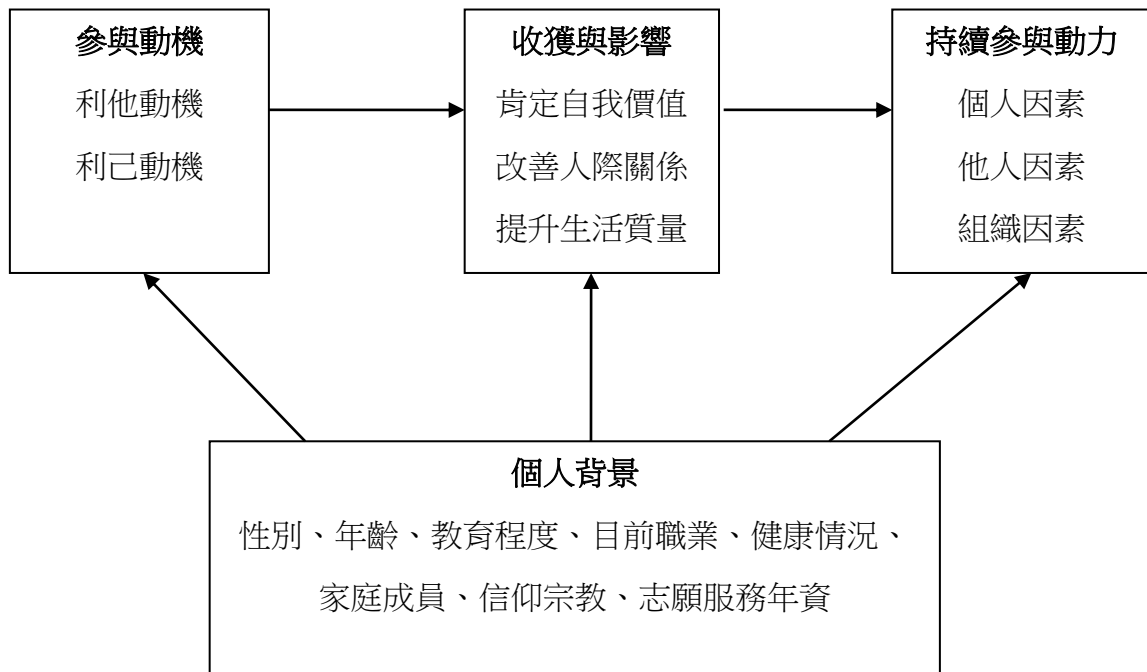 參與動機
利他動機
利己動機
收獲與影響
肯定自我價值
改善人際關係
提升生活質量
持續參與動力
個人因素
他人因素
組織因素
個人背景
性別、年齡、教育程度、目前職業、健康情況、
家庭成員、信仰宗教、志願服務年資